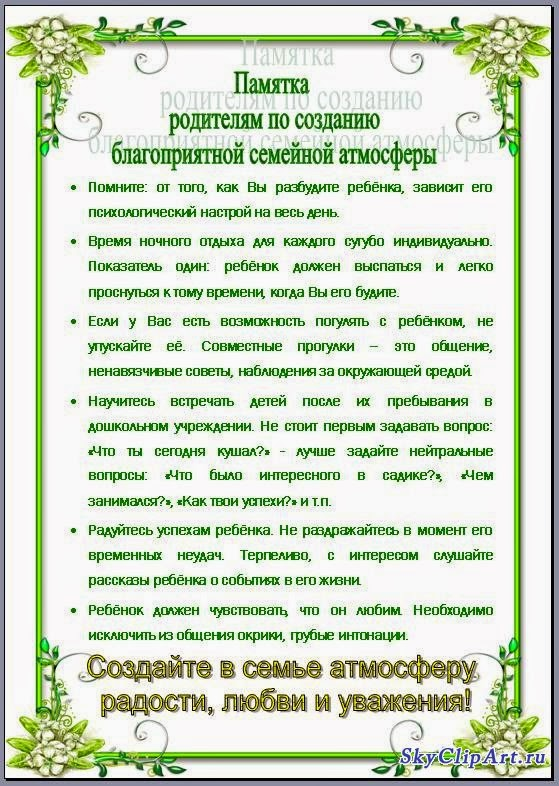 Памятка
родителям по созданию
благоприятной семейной атмосферы
• Помните: от того, как Вы разбудите ребёнка, зависит его
психологический настрой на весь день.
• Время ночного отдыха для каждого сугубо индивидуально.
Показатель один: ребёнок должен выспаться и легко
проснуться к тому времени, когда Вы его будите.
• Если у Вас есть возможность погулять с ребёнком, не
упускайте её. Совместные прогулки – это общение,
ненавязчивые советы, наблюдения за окружающей средой.
• Научитесь встречать детей после их пребывания в
дошкольном учреждении. Не стоит первым задавать вопрос:
«Что ты сегодня кушал?» - лучше задайте нейтральные
вопросы: «Что было интересного в садике?», «Чем
занимался?», «Как твои успехи?» и т.п.
• Радуйтесь успехам ребёнка. Не раздражайтесь в момент его
временных неудач. Терпеливо, с интересом слушайте
рассказы ребёнка о событиях в его жизни.
• Ребёнок должен чувствовать, что он любим. Необходимо
исключить из общения окрики, грубые интонации.
Создайте в семье атмосферу
радости, любви и уважения!
SkyClipArt.ru